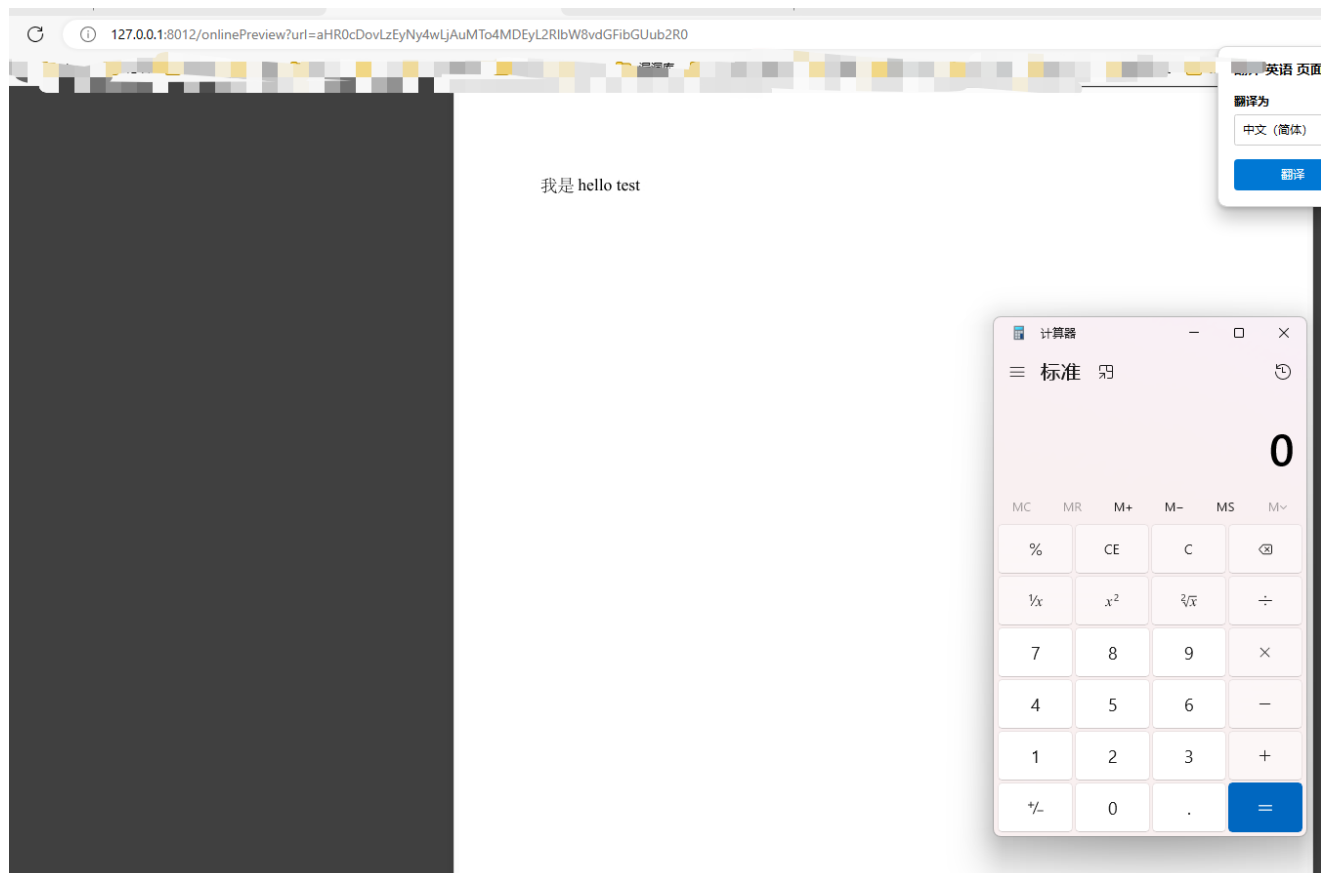 127.0.0.1:8012/onlinePreview?url=aHR0cDovLzEyNy4wLjAuMTo4MDEyL2RlbW8vdGFibGUub2R0
英语 页面
翻译为
中文（简体）
翻译
我是 hello test
计算器
标准
0
MC MR M+ M− MS M
% CE C
¹⁄x x² ²√x ÷
7 8 9 ×
4 5 6 −
1 2 3 +
+/− 0 . =